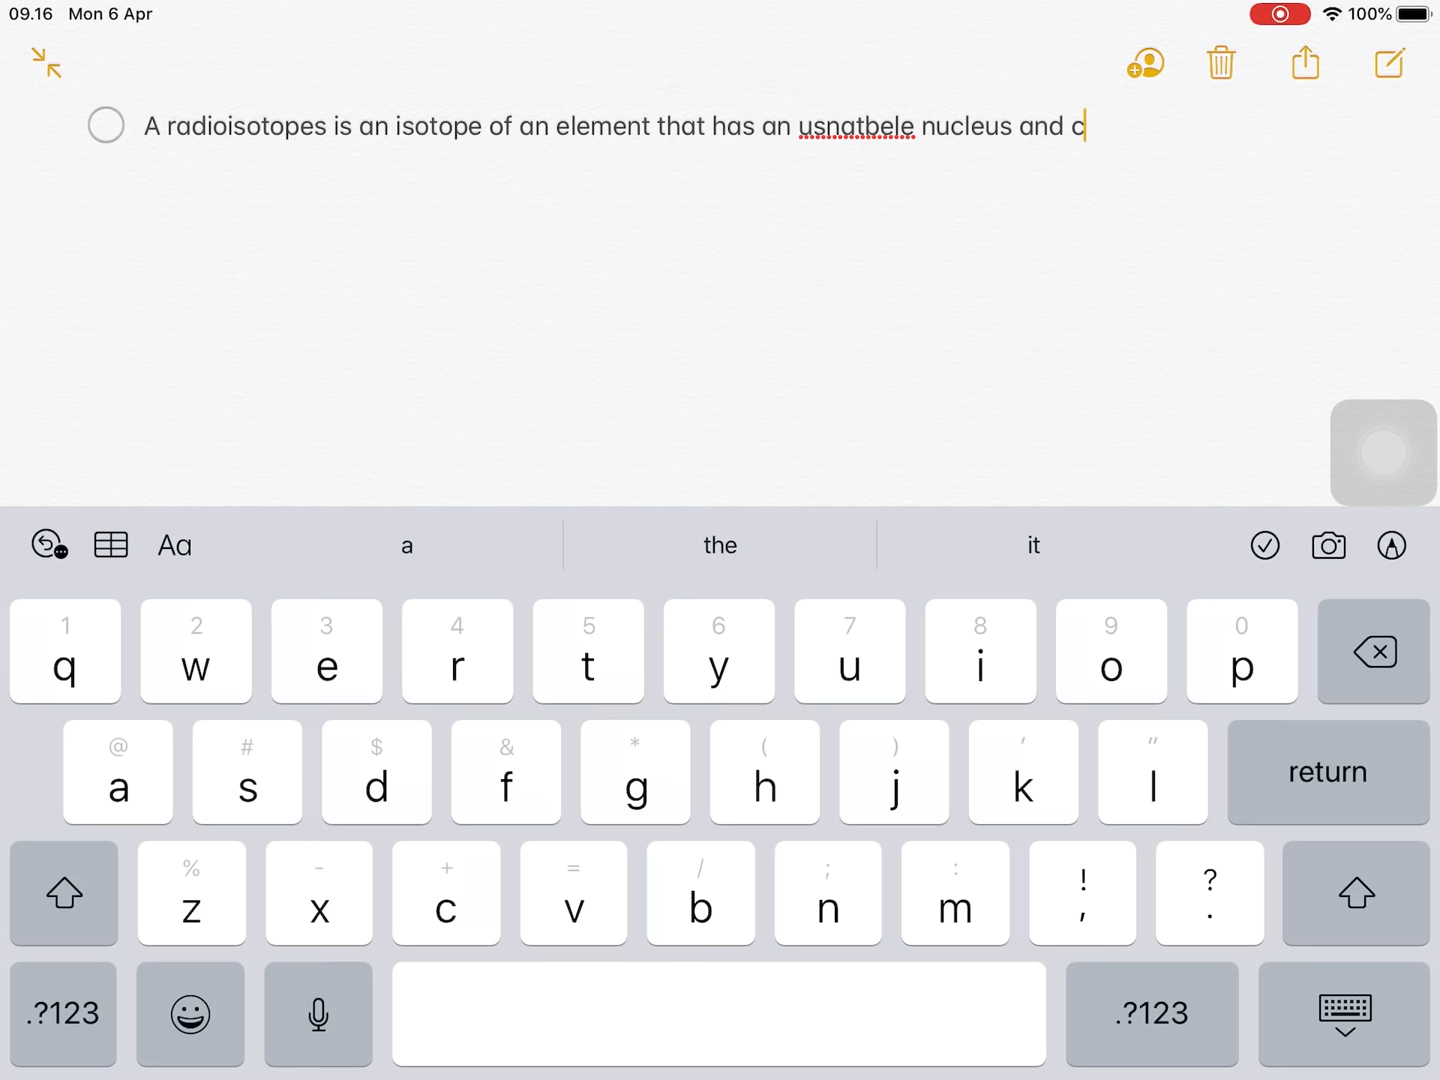 09.16 Mon 6 Apr 100%
A radioisotopes is an isotope of an element that has an usnatbele nucleus and c
Aa a the it
1 2 3 4 5 6 7 8 9 0
q w e r t y u i o p
@ # $ & * ( ) ' "
a s d f g h j k l return
% - + = / ; : ! ?
z x c v b n m , .
.?123 .?123